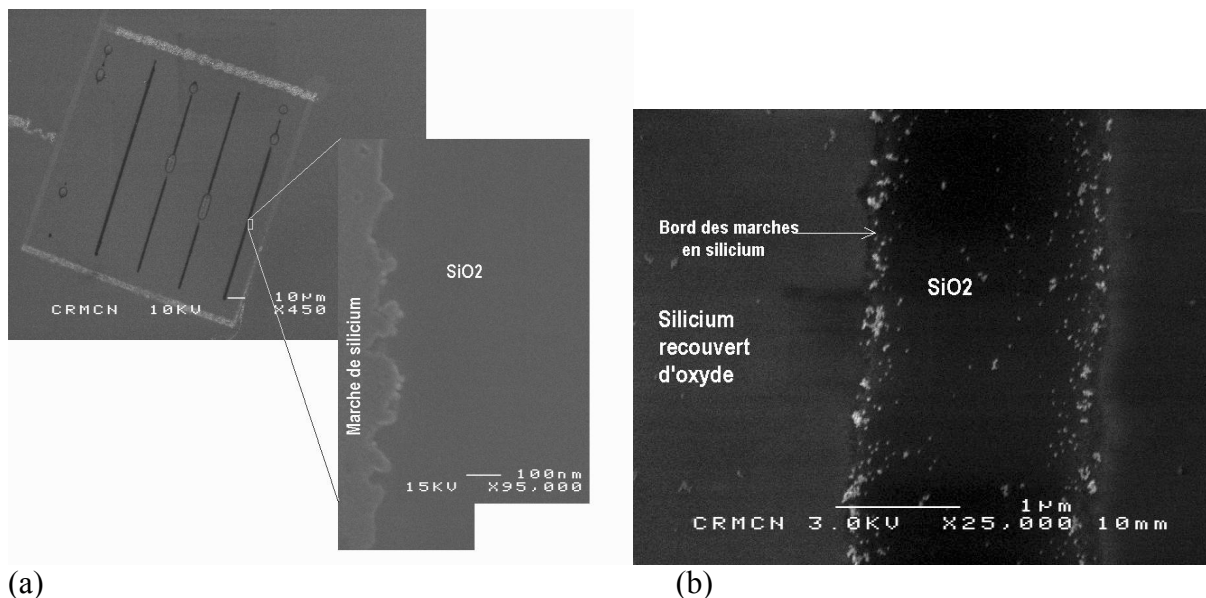 10µm
CRMCN 10KV X450
Marche de silicium
SiO2
100nm
15KV X95,000
Bord des marches
en silicium
SiO2
Silicium
recouvert
d'oxyde
1µm
CRMCN 3.0KV X25,000 10mm
(a)
(b)